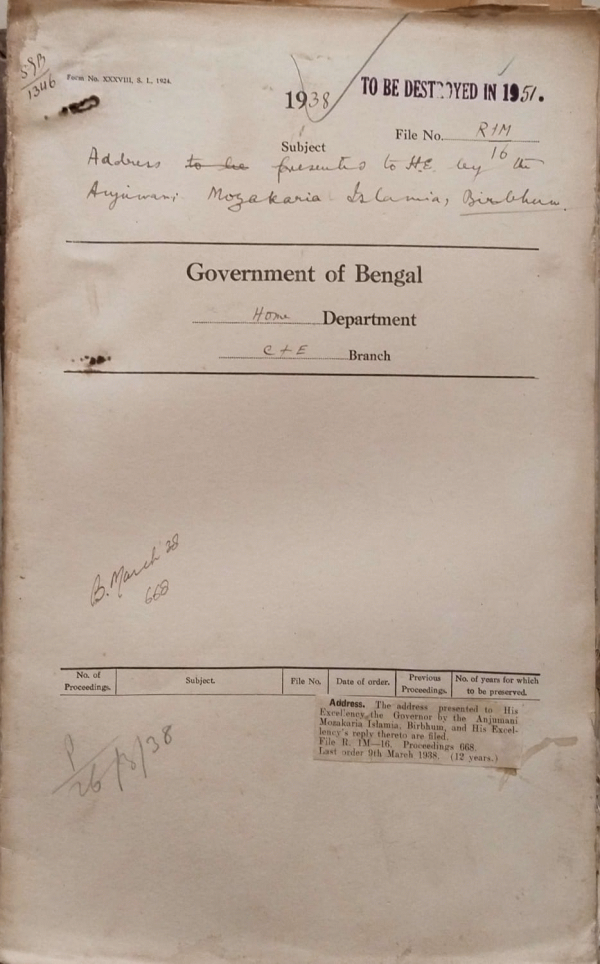 SGB
1346
Form No. XXXVIII, S. L, 1924.
1938
TO BE DESTROYED IN 1951.
File No. R1M
16
Subject
Address to be presented to H.E. by the
Anjumani Mozakaria Islamia, Birbhum.
Government of Bengal
Home Department
C + E Branch
B. March 38
668
No. of Proceedings.
Subject.
File No.
Date of order.
Previous Proceedings.
No. of years for which to be preserved.
Address. The address presented to His
Excellency the Governor by the Anjumani
Mozakaria Islamia, Birbhum, and His Excel-
lency's reply thereto are filed.
File R. 1M—16. Proceedings 668.
Last order 9th March 1938. (12 years.)
P
26/8/38